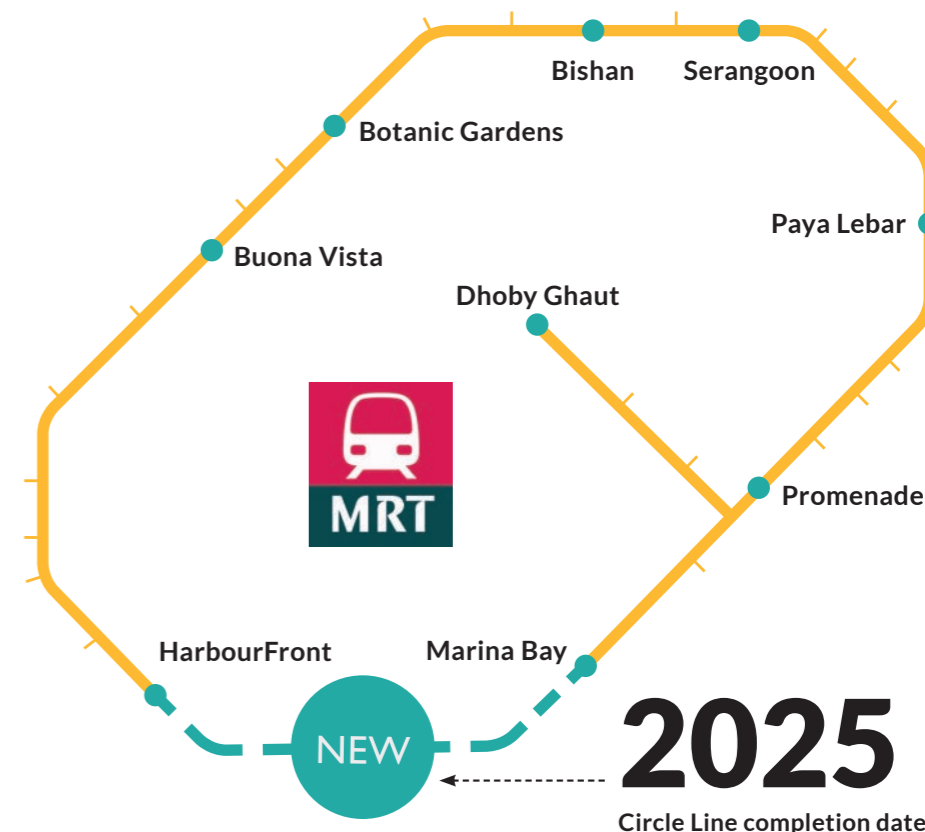 Bishan
Serangoon
Botanic Gardens
Paya Lebar
Buona Vista
Dhoby Ghaut
MRT
Promenade
HarbourFront
Marina Bay
NEW
2025
Circle Line completion date